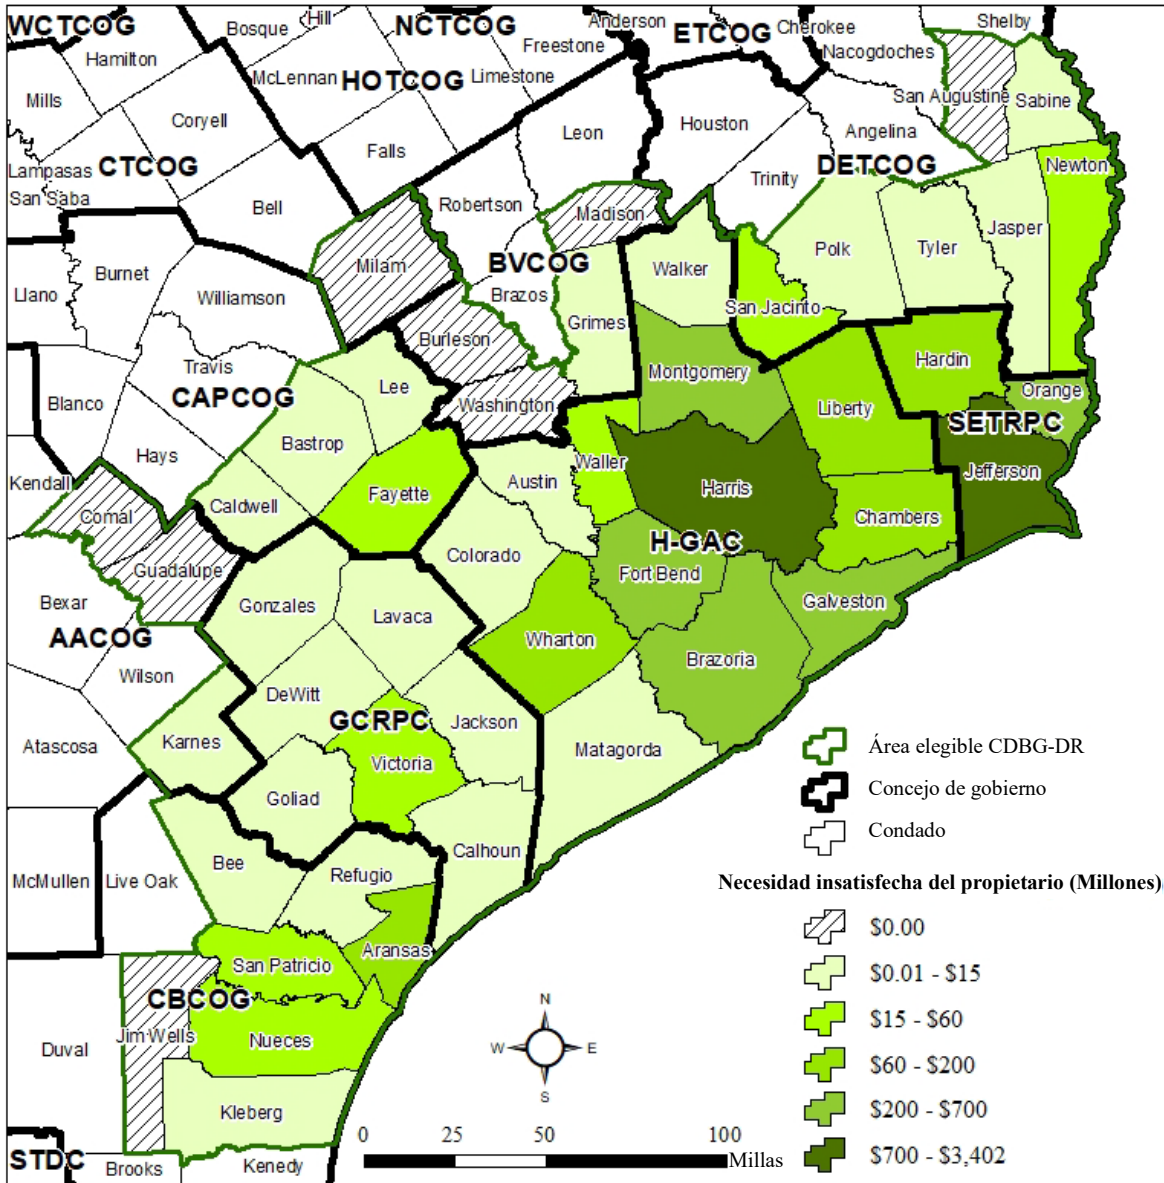 WCTCOG
Hill
Bosque
NCTCOG
Anderson
ETCOG
Cherokee
Shelby
Hamilton
Freestone
Nacogdoches
McLennan
HOTCOG
Limestone
Mills
San Augustine
Sabine
Coryell
Leon
Houston
Angelina
Falls
Lampasas
CTCOG
DETCOG
Newton
Trinity
San Saba
Bell
Robertson
Madison
Jasper
Polk
Tyler
Burnet
Milam
BVCOG
Walker
Llano
Williamson
Brazos
San Jacinto
Grimes
Burleson
Hardin
Travis
Montgomery
Lee
Orange
Blanco
CAPCOG
Washington
Liberty
SETRPC
Bastrop
Hays
Waller
Jefferson
Kendall
Austin
Harris
Fayette
Caldwell
Comal
Chambers
H-GAC
Colorado
Guadalupe
Fort Bend
Bexar
Gonzales
Galveston
Lavaca
AACOG
Wharton
Brazoria
Wilson
DeWitt
GCRPC
Jackson
Karnes
Atascosa
Matagorda
Victoria
Goliad
Calhoun
Bee
McMullen
Live Oak
Refugio
Aransas
San Patricio
CBCOG
Jim Wells
Nueces
Duval
Kleberg
STDC
Brooks
Kenedy
Área elegible CDBG-DR
Concejo de gobierno
Condado
Necesidad insatisfecha del propietario (Millones)
$0.00
$0.01 - $15
$15 - $60
$60 - $200
$200 - $700
$700 - $3,402
N
W
E
S
0 25 50 100
Millas